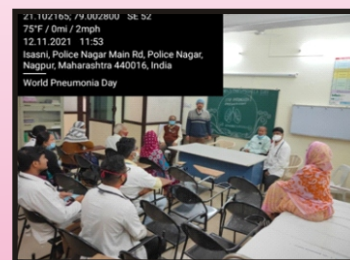 21.102165, 79.002800 SE 52
75°F / 0mi / 2mph
12.11.2021 11:53
Isasni, Police Nagar Main Rd, Police Nagar,
Nagpur, Maharashtra 440016, India
World Pneumonia Day